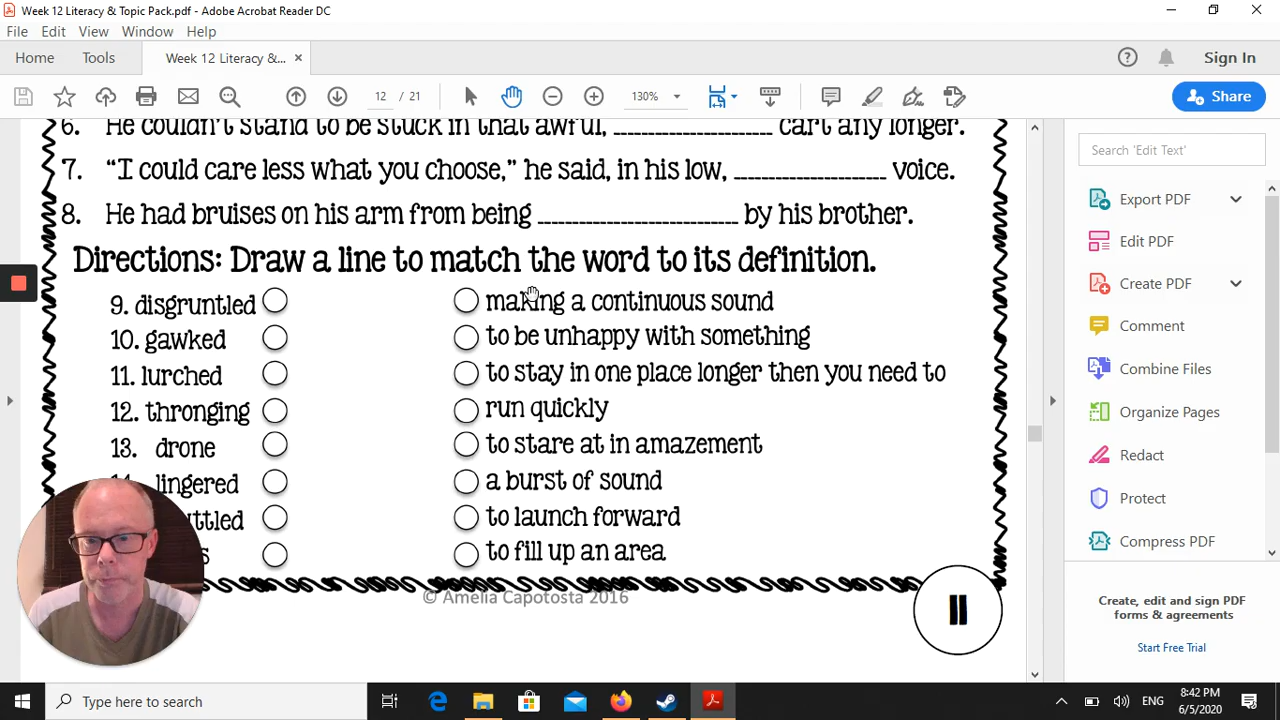 Week 12 Literacy & Topic Pack.pdf - Adobe Acrobat Reader DC
File Edit View Window Help
Home Tools Week 12 Literacy &... × Sign In
12 / 21 130% Share
6. He couldn't stand to be stuck in that awful, ____________ cart any longer.
7. "I could care less what you choose," he said, in his low, ____________ voice.
8. He had bruises on his arm from being ________________ by his brother.
Directions: Draw a line to match the word to its definition.
9. disgruntled making a continuous sound
10. gawked to be unhappy with something
11. lurched to stay in one place longer then you need to
12. thronging run quickly
13. drone to stare at in amazement
lingered a burst of sound
to launch forward
to fill up an area
© Amelia Capotosta 2016
11
Search 'Edit Text'
Export PDF
Edit PDF
Create PDF
Comment
Combine Files
Organize Pages
Redact
Protect
Compress PDF
Create, edit and sign PDF
forms & agreements
Start Free Trial
Type here to search
ENG
8:42 PM
6/5/2020